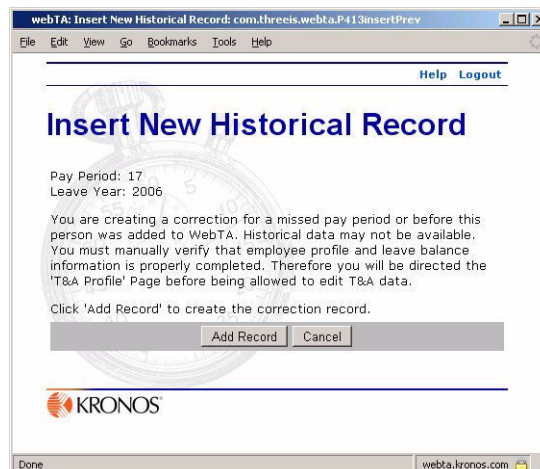 webTA: Insert New Historical Record: com.threeis.webta.P413insertPrev
File Edit View Go Bookmarks Tools Help
Help Logout
Insert New Historical Record
Pay Period: 17
Leave Year: 2006
You are creating a correction for a missed pay period or before this
person was added to WebTA. Historical data may not be available.
You must manually verify that employee profile and leave balance
information is properly completed. Therefore you will be directed the
'T&A Profile' Page before being allowed to edit T&A data.
Click 'Add Record' to create the correction record.
Add Record Cancel
KRONOS
Done webta.kronos.com